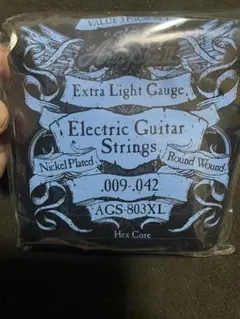 Extra Light Gauge
Electric Guitar
Strings
Nickel Plated
Round Wound
.009-.042
AGS-803XL
Hex Core